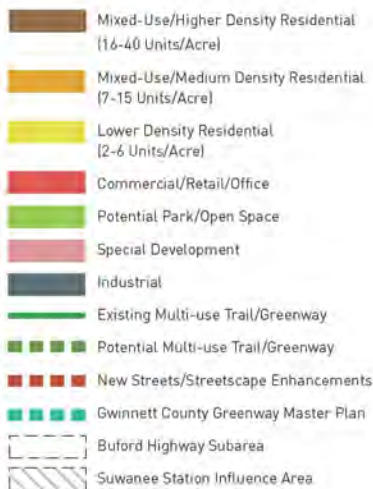 Mixed-Use/Higher Density Residential
(16-40 Units/Acre)
Mixed-Use/Medium Density Residential
(7-15 Units/Acre)
Lower Density Residential
(2-6 Units/Acre)
Commercial/Retail/Office
Potential Park/Open Space
Special Development
Industrial
Existing Multi-use Trail/Greenway
Potential Multi-use Trail/Greenway
New Streets/Streetscape Enhancements
Gwinnett County Greenway Master Plan
Buford Highway Subarea
Suwanee Station Influence Area